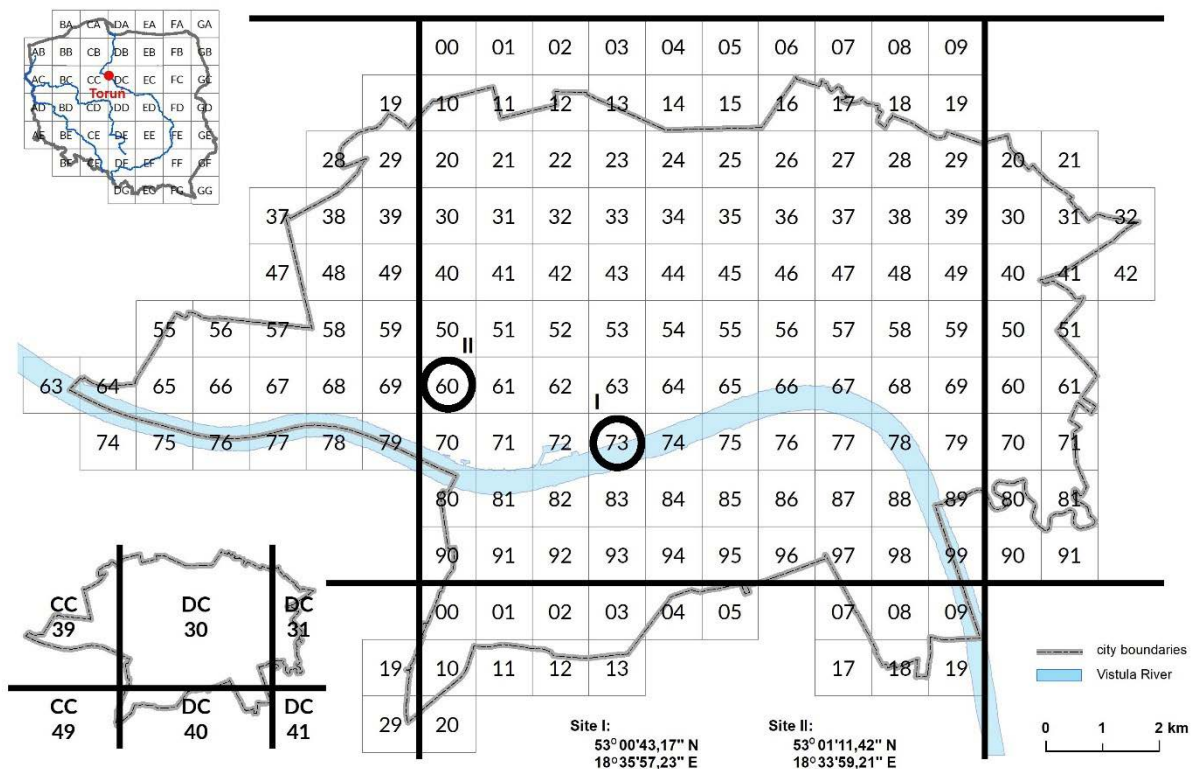 BA CA DA EA FA GA
AB BB CB DB EB FB GB
AC BC CC DC EC FC GC
Torun
AD BD CD DD ED FD GD
AE BE CE DE EE FE GE
BF CF DF EF FF GF
DG EG FG GG
00 01 02 03 04 05 06 07 08 09
19 10 11 12 13 14 15 16 17 18 19
28 29 20 21 22 23 24 25 26 27 28 29 20 21
37 38 39 30 31 32 33 34 35 36 37 38 39 30 31 32
47 48 49 40 41 42 43 44 45 46 47 48 49 40 41 42
55 56 57 58 59 50 51 52 53 54 55 56 57 58 59 50 51
II
63 64 65 66 67 68 69 60 61 62 63 64 65 66 67 68 69 60 61
I
74 75 76 77 78 79 70 71 72 73 74 75 76 77 78 79 70 71
80 81 82 83 84 85 86 87 88 89 80 81
90 91 92 93 94 95 96 97 98 99 90 91
00 01 02 03 04 05 07 08 09
19 10 11 12 13 17 18 19
29 20
CC
39
DC
30
DC
31
CC
49
DC
40
DC
41
Site I:
53° 00'43,17" N
18° 35'57,23" E
Site II:
53° 01'11,42" N
18° 33'59,21" E
city boundaries
Vistula River
0 1 2 km